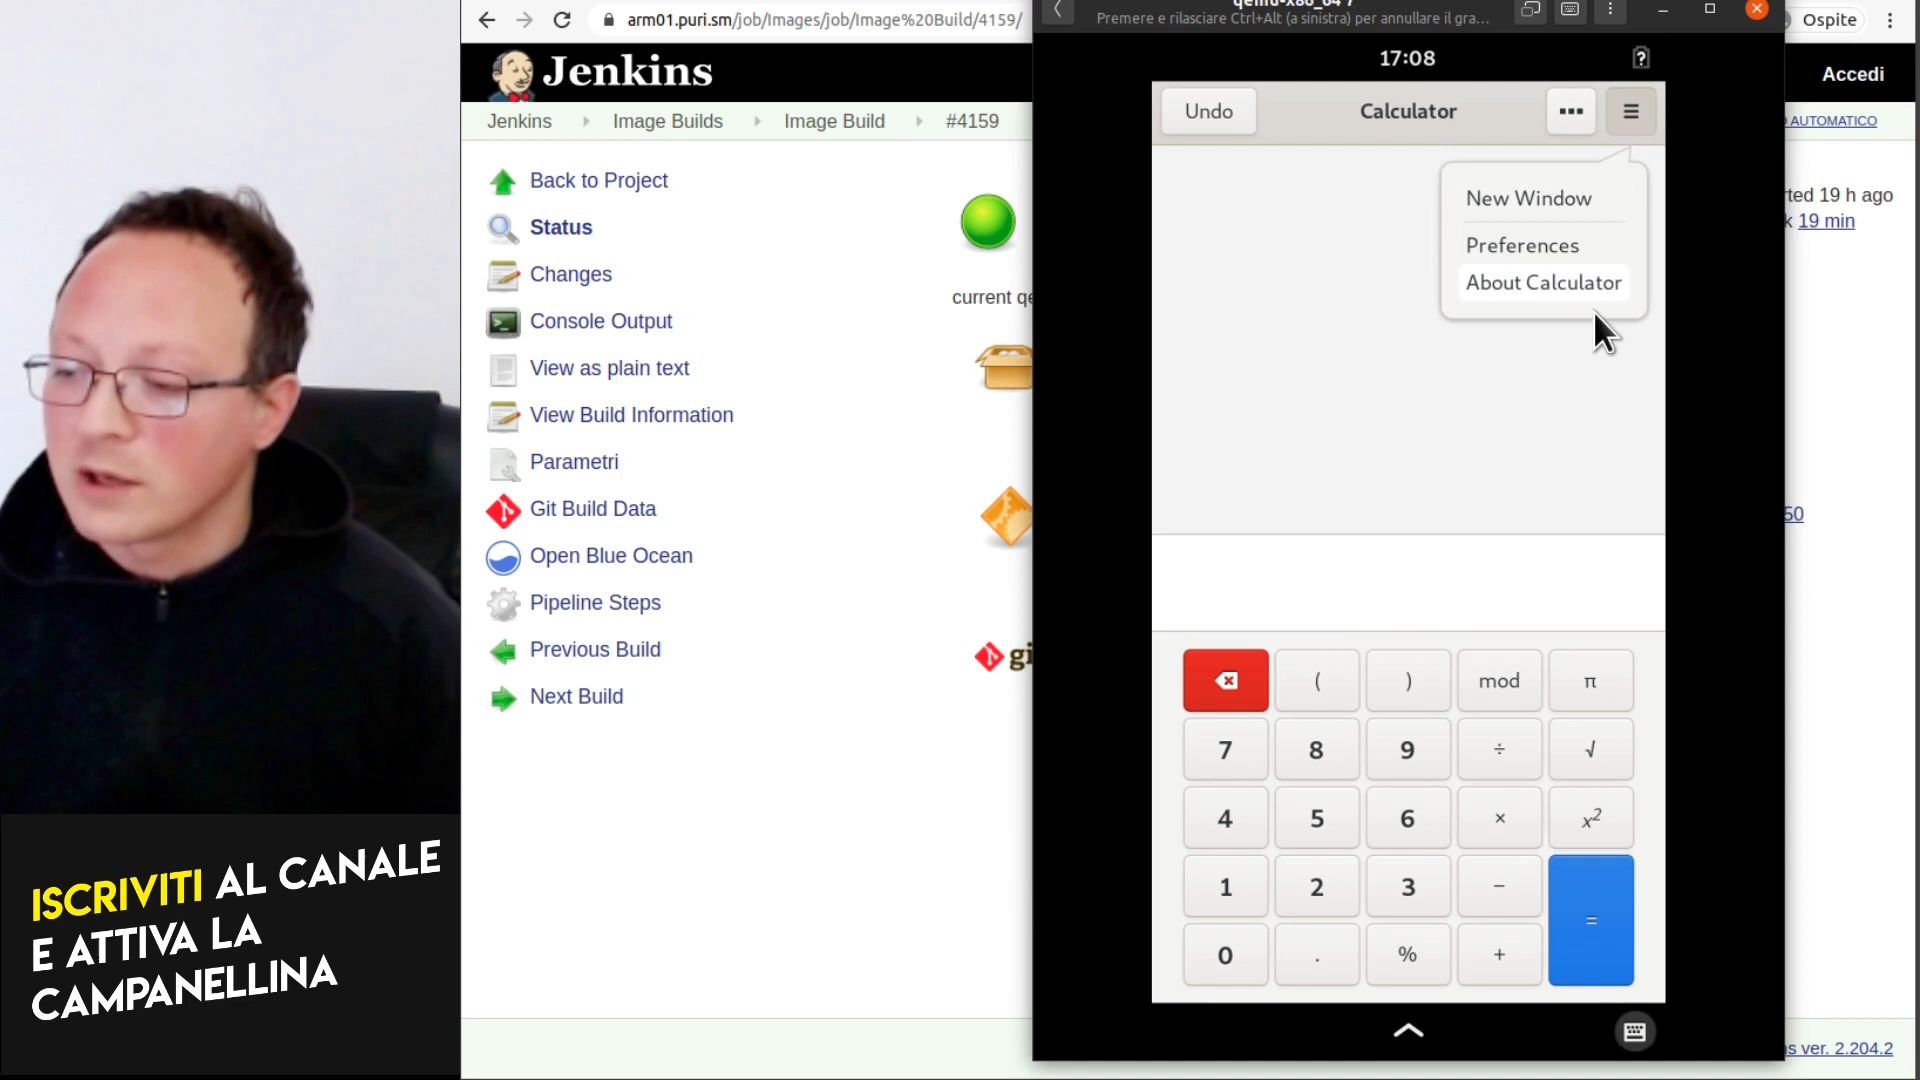 arm01.puri.sm/job/Images/job/Image%20Build/4159/
Ospite
Premere e rilasciare Ctrl+Alt (a sinistra) per annullare il gra...
Jenkins
Accedi
Jenkins
Image Builds
Image Build
#4159
AUTOMATICO
Back to Project
Status
Changes
Console Output
View as plain text
View Build Information
Parametri
Git Build Data
Open Blue Ocean
Pipeline Steps
Previous Build
Next Build
current
19 h ago
19 min
50
ver. 2.204.2
17:08
Undo
Calculator
New Window
Preferences
About Calculator
( ) mod π
7 8 9 ÷ √
4 5 6 × x²
1 2 3 − =
0 . % +
ISCRIVITI AL CANALE
E ATTIVA LA
CAMPANELLINA